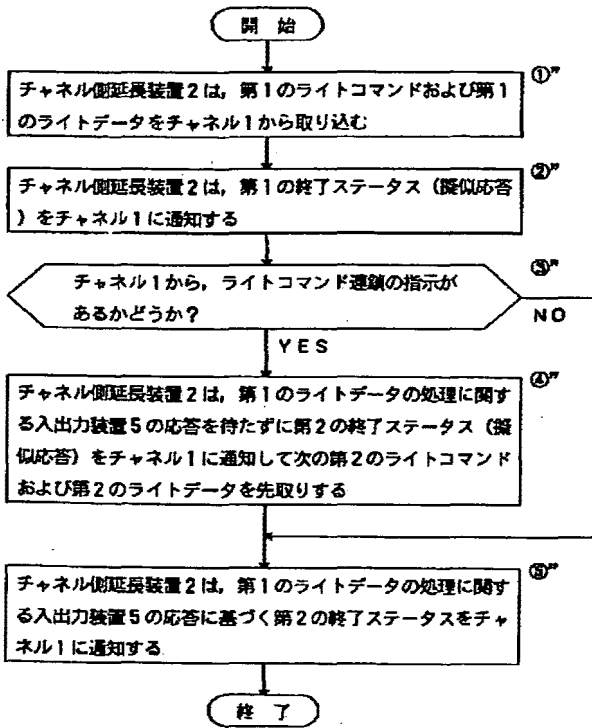 開始
①"
チャネル側延長装置2は,第1のライトコマンドおよび第1
のライトデータをチャネル1から取り込む
②"
チャネル側延長装置2は,第1の終了ステータス(擬似応答
)をチャネル1に通知する
③"
チャネル1から,ライトコマンド連鎖の指示が
あるかどうか?
NO
YES
④"
チャネル側延長装置2は,第1のライトデータの処理に関す
る入出力装置5の応答を待たずに第2の終了ステータス(擬
似応答)をチャネル1に通知して次の第2のライトコマンド
および第2のライトデータを先取りする
⑤"
チャネル側延長装置2は,第1のライトデータの処理に関す
る入出力装置5の応答に基づく第2の終了ステータスをチャ
ネル1に通知する
終了